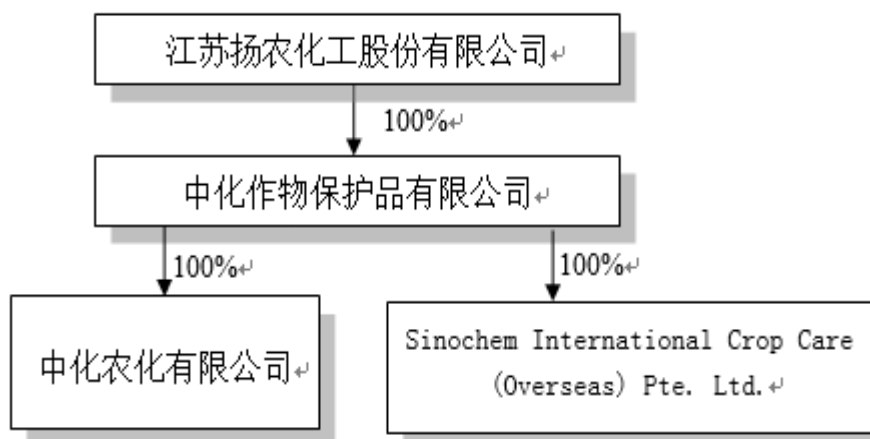 江苏扬农化工股份有限公司
100%
中化作物保护品有限公司
100%
100%
中化农化有限公司
Sinochem International Crop Care
(Overseas) Pte. Ltd.